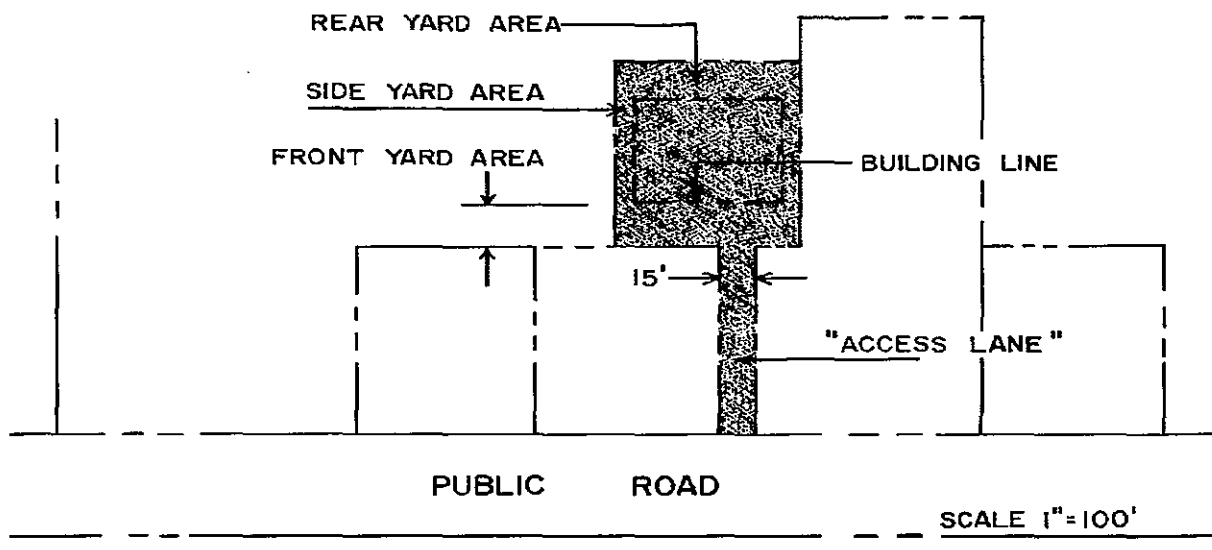 REAR YARD AREA
SIDE YARD AREA
FRONT YARD AREA
BUILDING LINE
15'
"ACCESS LANE"
PUBLIC ROAD
SCALE 1"=100'